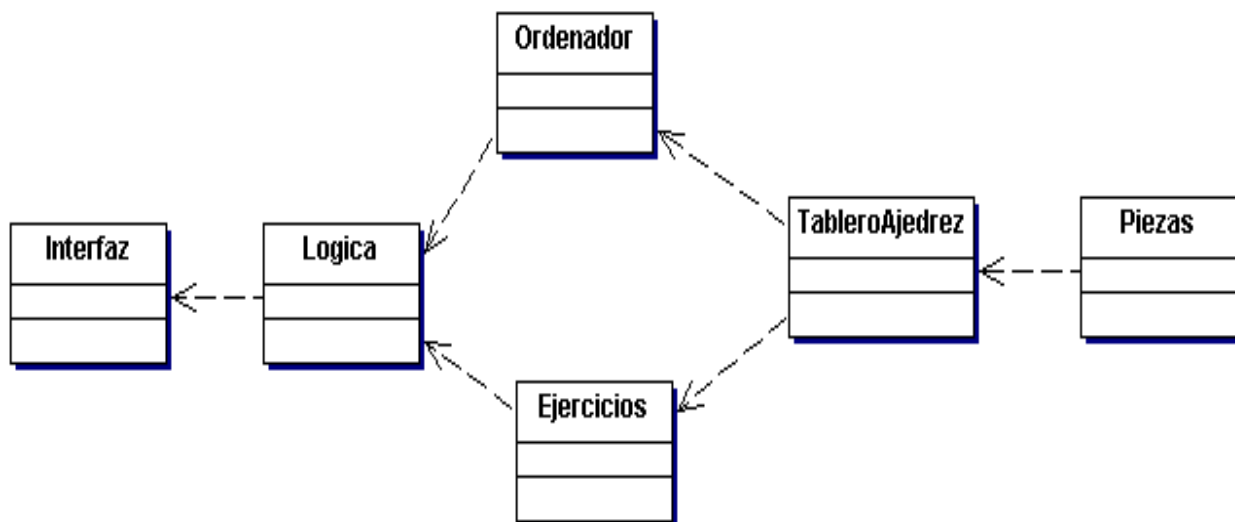 Ordenador
TableroAjedrez
Piezas
Interfaz
Logica
Ejercicios